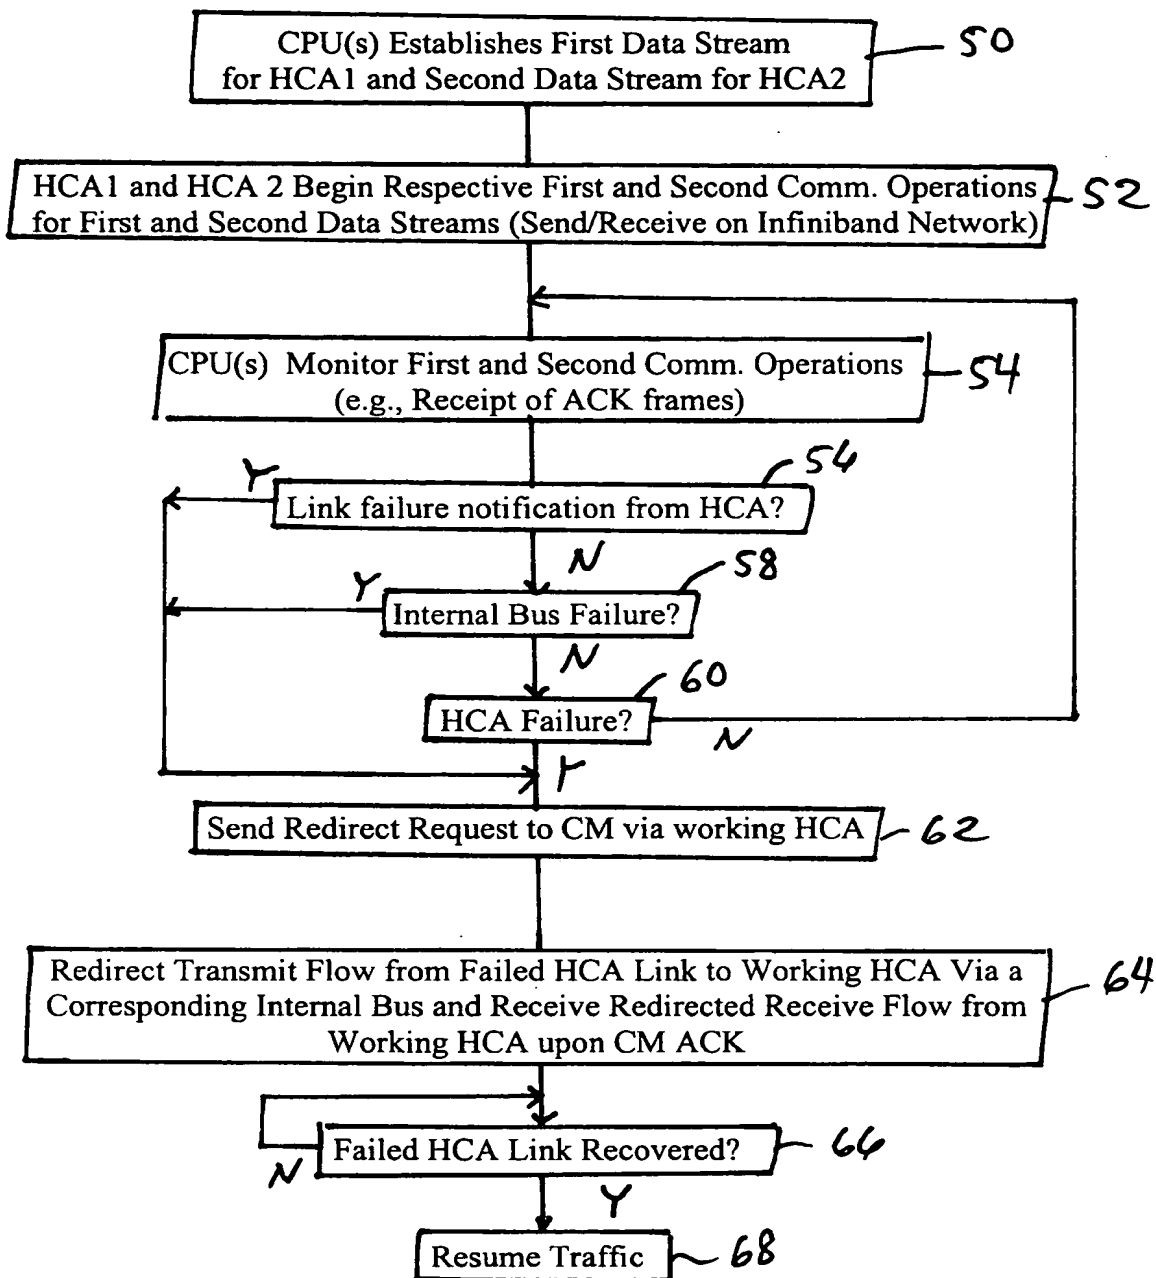 CPU(s) Establishes First Data Stream
for HCA1 and Second Data Stream for HCA2
50
HCA1 and HCA 2 Begin Respective First and Second Comm. Operations
for First and Second Data Streams (Send/Receive on Infiniband Network)
52
CPU(s) Monitor First and Second Comm. Operations
(e.g., Receipt of ACK frames)
54
Y
Link failure notification from HCA?
56
N
Y
Internal Bus Failure?
58
N
HCA Failure?
60
N
Y
Send Redirect Request to CM via working HCA
62
Redirect Transmit Flow from Failed HCA Link to Working HCA Via a
Corresponding Internal Bus and Receive Redirected Receive Flow from
Working HCA upon CM ACK
64
Failed HCA Link Recovered?
66
N
Y
Resume Traffic
68